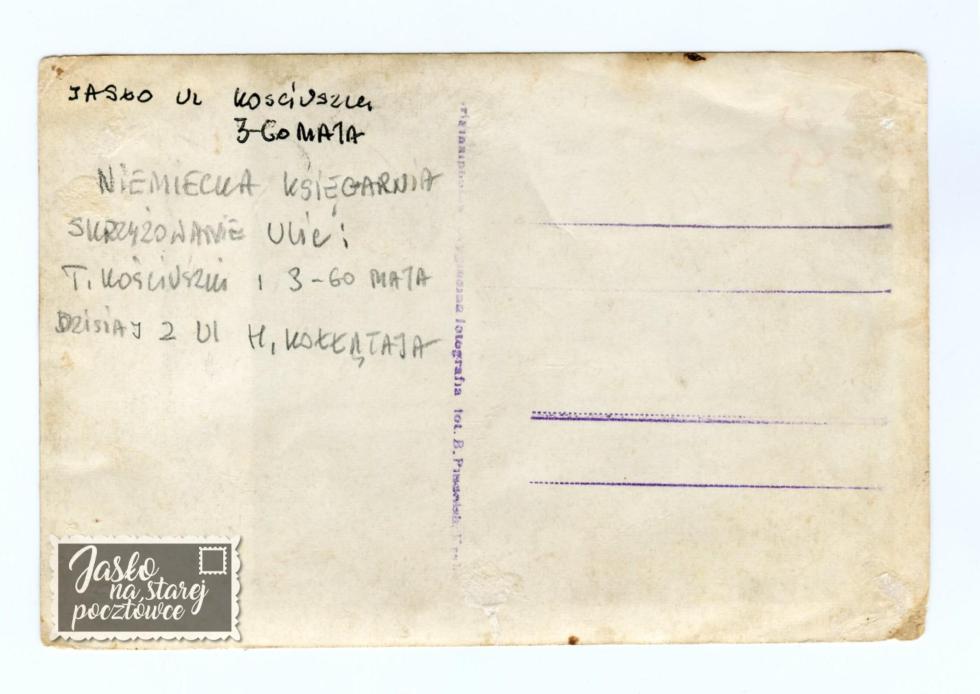 JASŁO UL KOŚCIUSZKI
3-GO MAJA
NIEMIECKA KSIĘGARNIA
SKRZYŻOWANIE ULIC:
T. KOŚCIUSZKI I 3-GO MAJA
DZISIAJ Z UL H. KOŁŁĄTAJA
fotografia fot. B.
Jasło
na starej
pocztówce